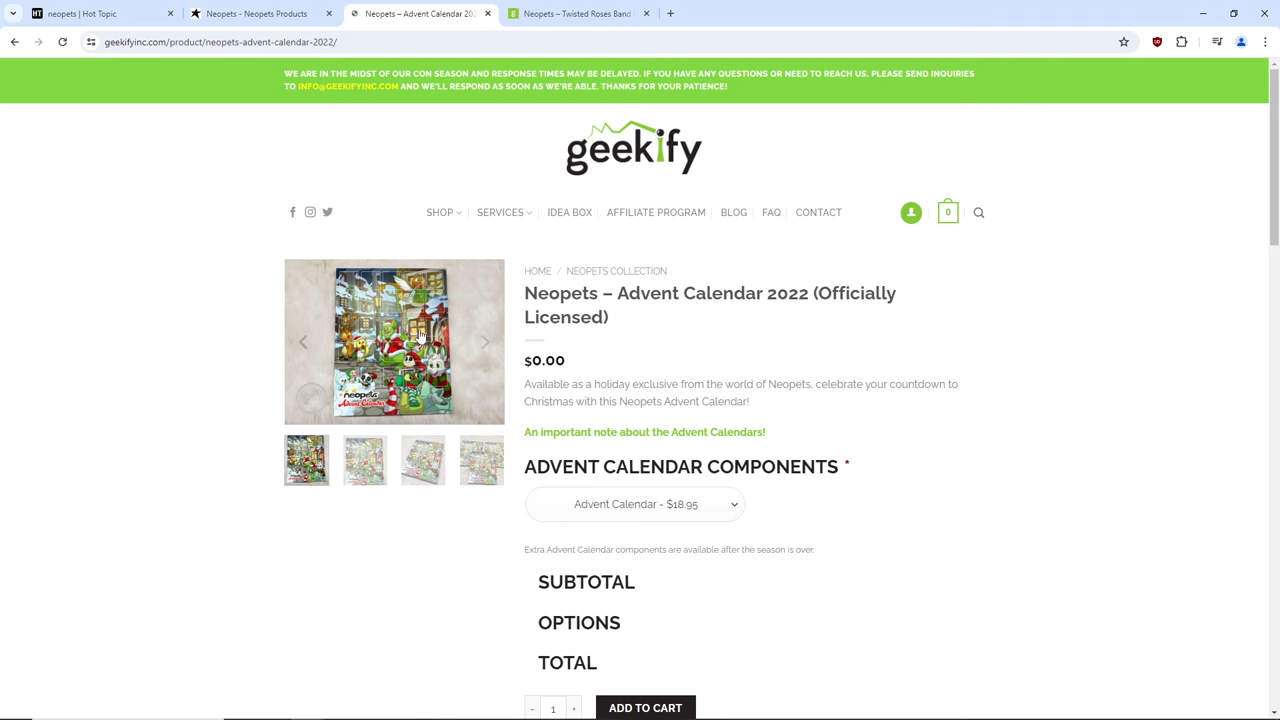 neopets | Hot Topic
Neopets - Neopets Products
Neopets – Advent Calendar 202
Neopets – Twisted Roses Band
geekifyinc.com/product/neopets-advent-calendar-2022/
WE ARE IN THE MIDST OF OUR CON SEASON AND RESPONSE TIMES MAY BE DELAYED. IF YOU HAVE ANY QUESTIONS OR NEED TO REACH US, PLEASE SEND INQUIRIES
TO INFO@GEEKIFYINC.COM AND WE'LL RESPOND AS SOON AS WE'RE ABLE. THANKS FOR YOUR PATIENCE!
geekify
SHOP SERVICES IDEA BOX AFFILIATE PROGRAM BLOG FAQ CONTACT 0
HOME / NEOPETS COLLECTION
Neopets – Advent Calendar 2022 (Officially
Licensed)
$0.00
Available as a holiday exclusive from the world of Neopets, celebrate your countdown to
Christmas with this Neopets Advent Calendar!
neopets
Advent Calendar
An important note about the Advent Calendars!
ADVENT CALENDAR COMPONENTS *
Advent Calendar - $18.95
Extra Advent Calendar components are available after the season is over.
SUBTOTAL
OPTIONS
TOTAL
- 1 + ADD TO CART